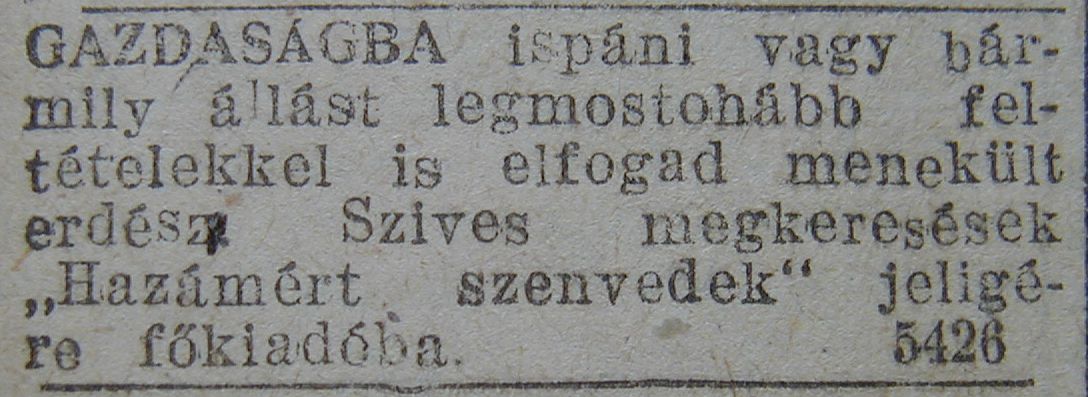 GAZDASÁGBA ispáni vagy bár-
mily állást legmostohább fel-
tételekkel is elfogad menekült
erdész. Szives megkeresések
„Hazámért szenvedek“ jeligé-
re főkiadóba. 5426